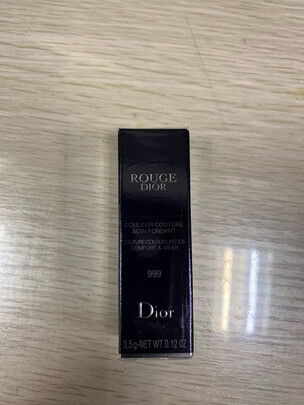 ROUGE
DIOR
COULEUR COUTURE
SOIN FONDANT
COUTURE COLOUR LIPSTICK
COMFORT & WEAR
999
Dior
3,5g-NET WT. 0.12 OZ